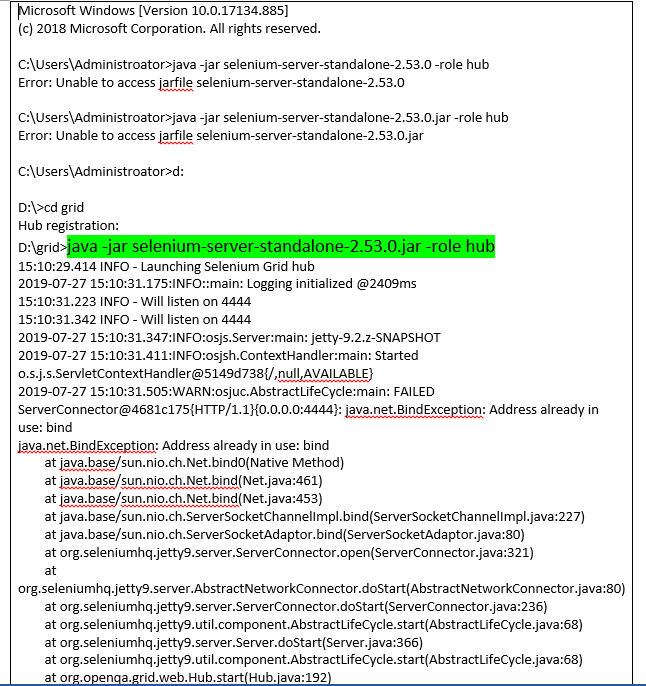 Microsoft Windows [Version 10.0.17134.885]
(c) 2018 Microsoft Corporation. All rights reserved.
C:\Users\Administroator>java -jar selenium-server-standalone-2.53.0 -role hub
Error: Unable to access jarfile selenium-server-standalone-2.53.0
C:\Users\Administroator>java -jar selenium-server-standalone-2.53.0.jar -role hub
Error: Unable to access jarfile selenium-server-standalone-2.53.0.jar
C:\Users\Administroator>d:
D:\>cd grid
Hub registration:
D:\grid>java -jar selenium-server-standalone-2.53.0.jar -role hub
15:10:29.414 INFO - Launching Selenium Grid hub
2019-07-27 15:10:31.175:INFO::main: Logging initialized @2409ms
15:10:31.223 INFO - Will listen on 4444
15:10:31.342 INFO - Will listen on 4444
2019-07-27 15:10:31.347:INFO:osjs.Server:main: jetty-9.2.z-SNAPSHOT
2019-07-27 15:10:31.411:INFO:osjsh.ContextHandler:main: Started
o.s.j.s.ServletContextHandler@5149d738{/,null,AVAILABLE}
2019-07-27 15:10:31.505:WARN:osjuc.AbstractLifeCycle:main: FAILED
ServerConnector@4681c175{HTTP/1.1}{0.0.0.0:4444}: java.net.BindException: Address already in
use: bind
java.net.BindException: Address already in use: bind
at java.base/sun.nio.ch.Net.bind0(Native Method)
at java.base/sun.nio.ch.Net.bind(Net.java:461)
at java.base/sun.nio.ch.Net.bind(Net.java:453)
at java.base/sun.nio.ch.ServerSocketChannelImpl.bind(ServerSocketChannelImpl.java:227)
at java.base/sun.nio.ch.ServerSocketAdaptor.bind(ServerSocketAdaptor.java:80)
at org.seleniumhq.jetty9.server.ServerConnector.open(ServerConnector.java:321)
at
org.seleniumhq.jetty9.server.AbstractNetworkConnector.doStart(AbstractNetworkConnector.java:80)
at org.seleniumhq.jetty9.server.ServerConnector.doStart(ServerConnector.java:236)
at org.seleniumhq.jetty9.util.component.AbstractLifeCycle.start(AbstractLifeCycle.java:68)
at org.seleniumhq.jetty9.server.Server.doStart(Server.java:366)
at org.seleniumhq.jetty9.util.component.AbstractLifeCycle.start(AbstractLifeCycle.java:68)
at org.openqa.grid.web.Hub.start(Hub.java:192)